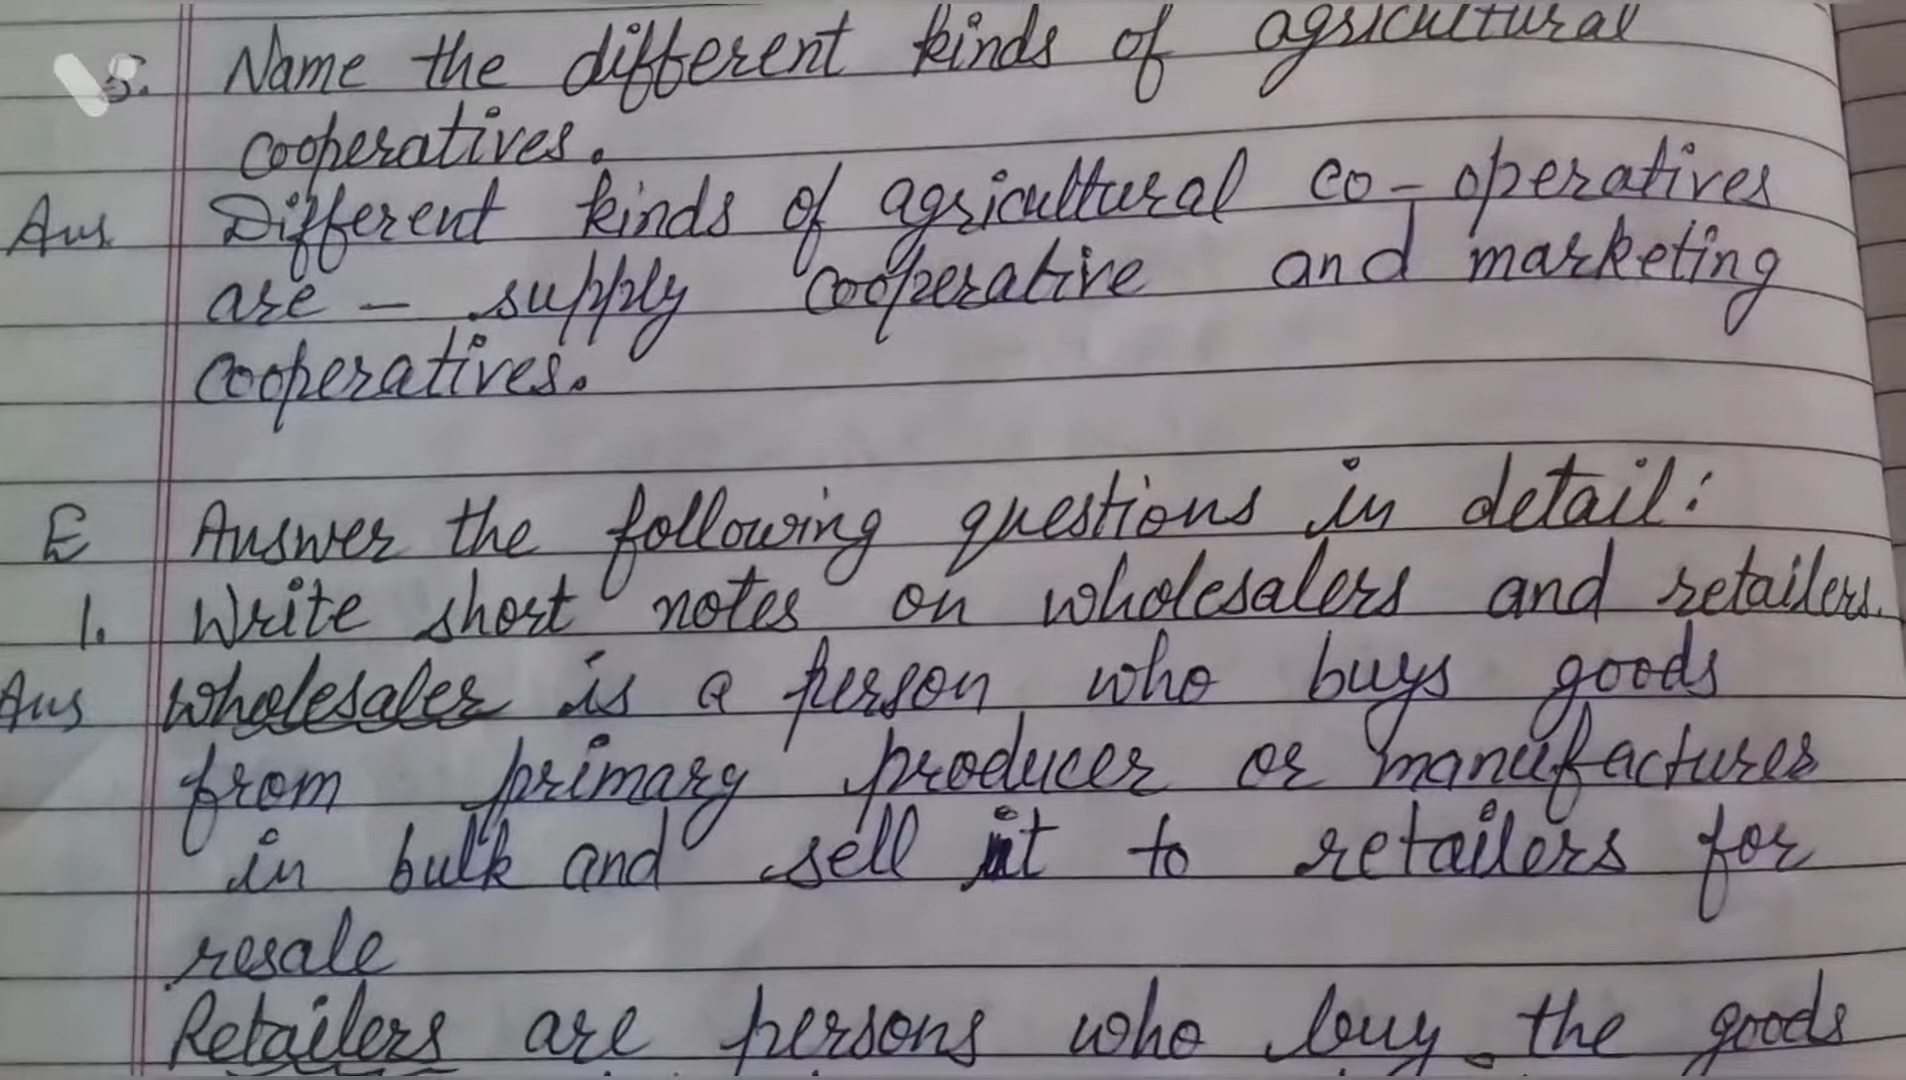 5. Name the different kinds of agricultural
cooperatives.
Ans Different kinds of agricultural co-operatives
are - supply cooperative and marketing
cooperatives.
E Answer the following questions in detail:
1. Write short notes on wholesalers and retailers.
Ans Wholesaler is a person who buys goods
from primary producer or manufacturer
in bulk and sell it to retailers for
resale
Retailers are persons who buy the goods